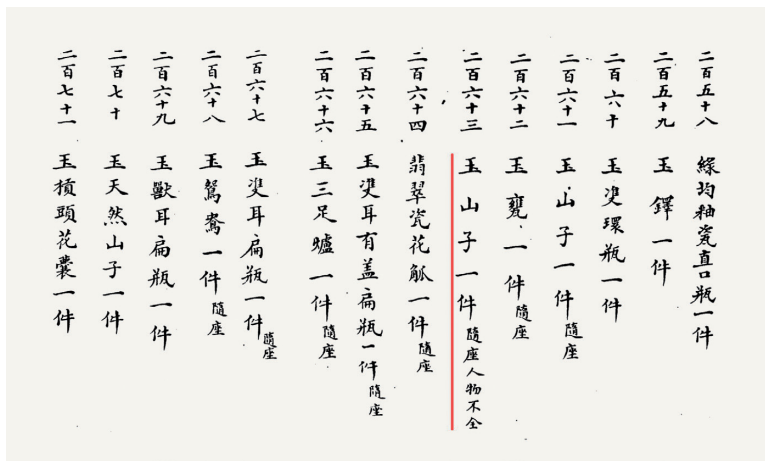 二百五十八 綠均釉瓷直口瓶一件
二百五十九 玉鐸一件
二百六十 玉雙環瓶一件
二百六十一 玉山子一件隨座
二百六十二 玉甕一件隨座
二百六十三 玉山子一件隨座人物不全
二百六十四 翡翠瓷花觚一件隨座
二百六十五 玉雙耳有盖扁瓶一件隨座
二百六十六 玉三足爐一件隨座
二百六十七 玉雙耳扁瓶一件隨座
二百六十八 玉鴛鴦一件隨座
二百六十九 玉獸耳扁瓶一件
二百七十 玉天然山子一件
二百七十一 玉摃頭花囊一件